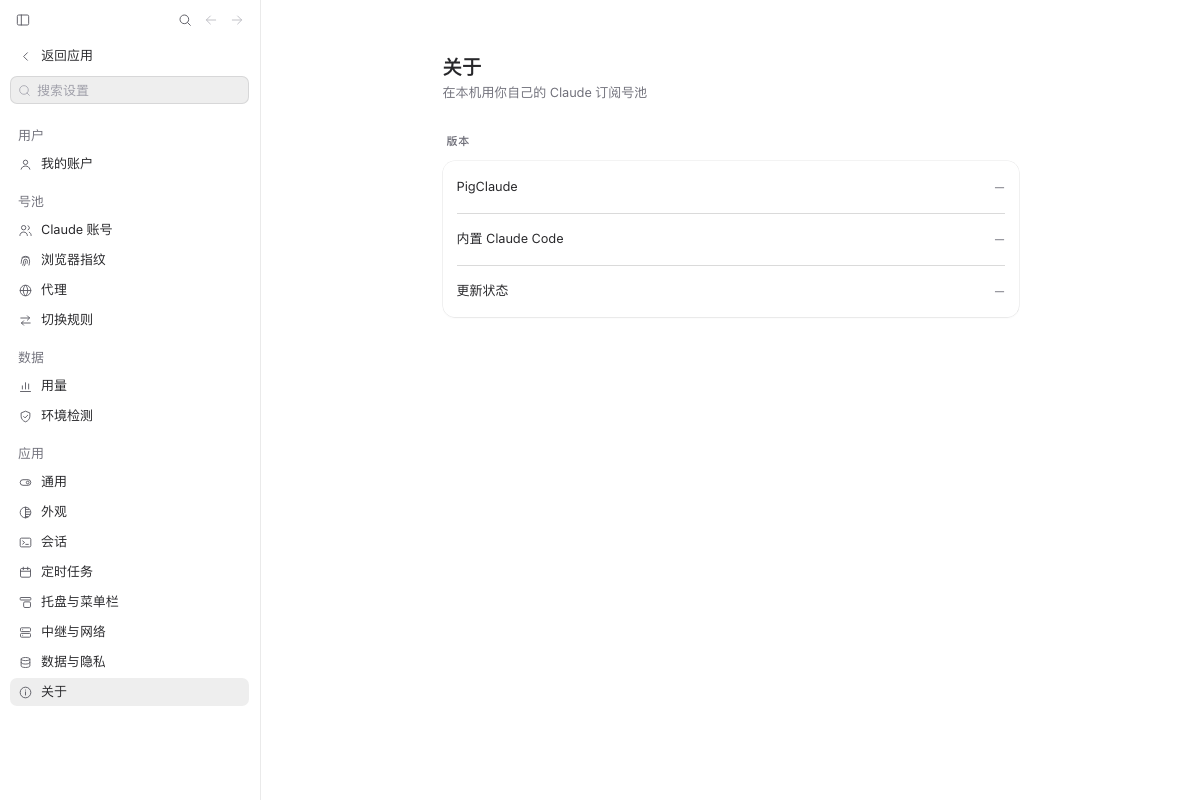 返回应用
搜索设置
用户
我的账户
号池
Claude 账号
浏览器指纹
代理
切换规则
数据
用量
环境检测
应用
通用
外观
会话
定时任务
托盘与菜单栏
中继与网络
数据与隐私
关于
关于
在本机用你自己的 Claude 订阅号池
版本
PigClaude —
内置 Claude Code —
更新状态 —